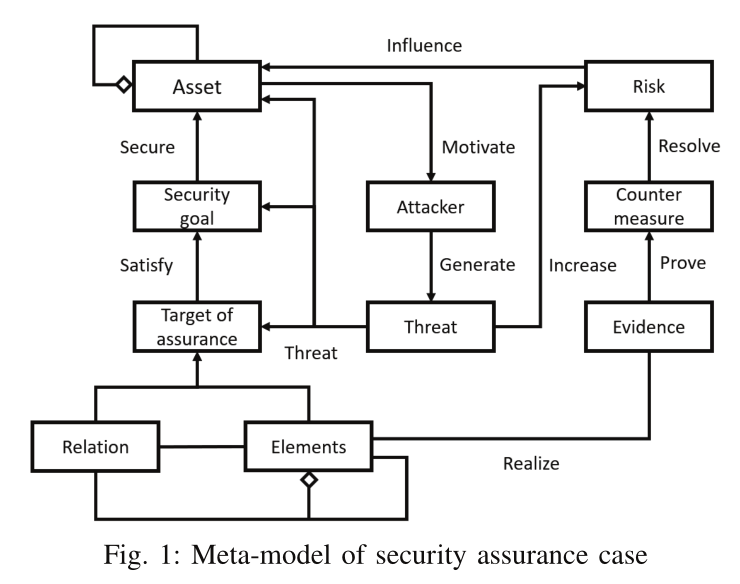 Influence
Asset
Risk
Secure
Motivate
Resolve
Security
goal
Attacker
Counter
measure
Satisfy
Generate
Increase
Prove
Target of
assurance
Threat
Threat
Evidence
Relation
Elements
Realize
Fig. 1: Meta-model of security assurance case